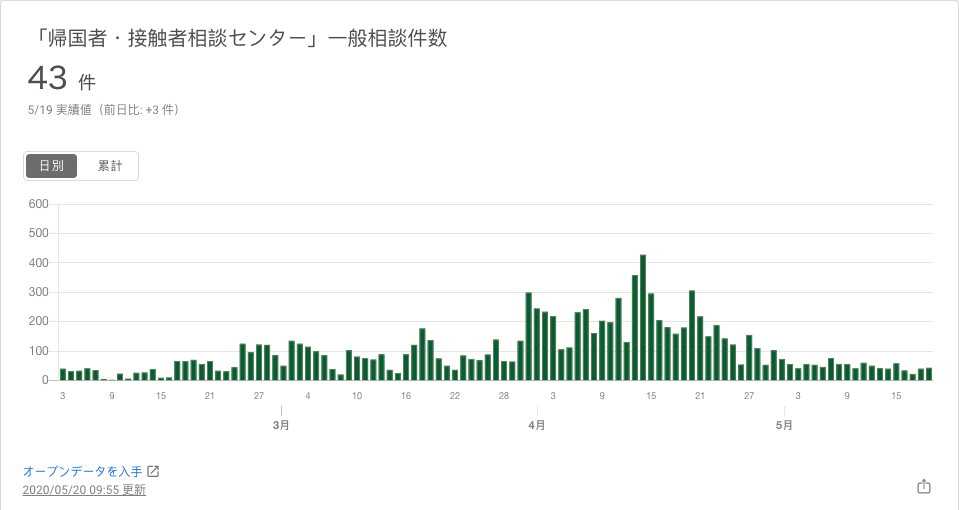 「帰国者・接触者相談センター」一般相談件数
43 件
5/19 実績値（前日比: +3 件）
日別 累計
600
500
400
300
200
100
0
3 9 15 21 27 4 10 16 22 28 3 9 15 21 27 3 9 15
3月 4月 5月
オープンデータを入手
2020/05/20 09:55 更新